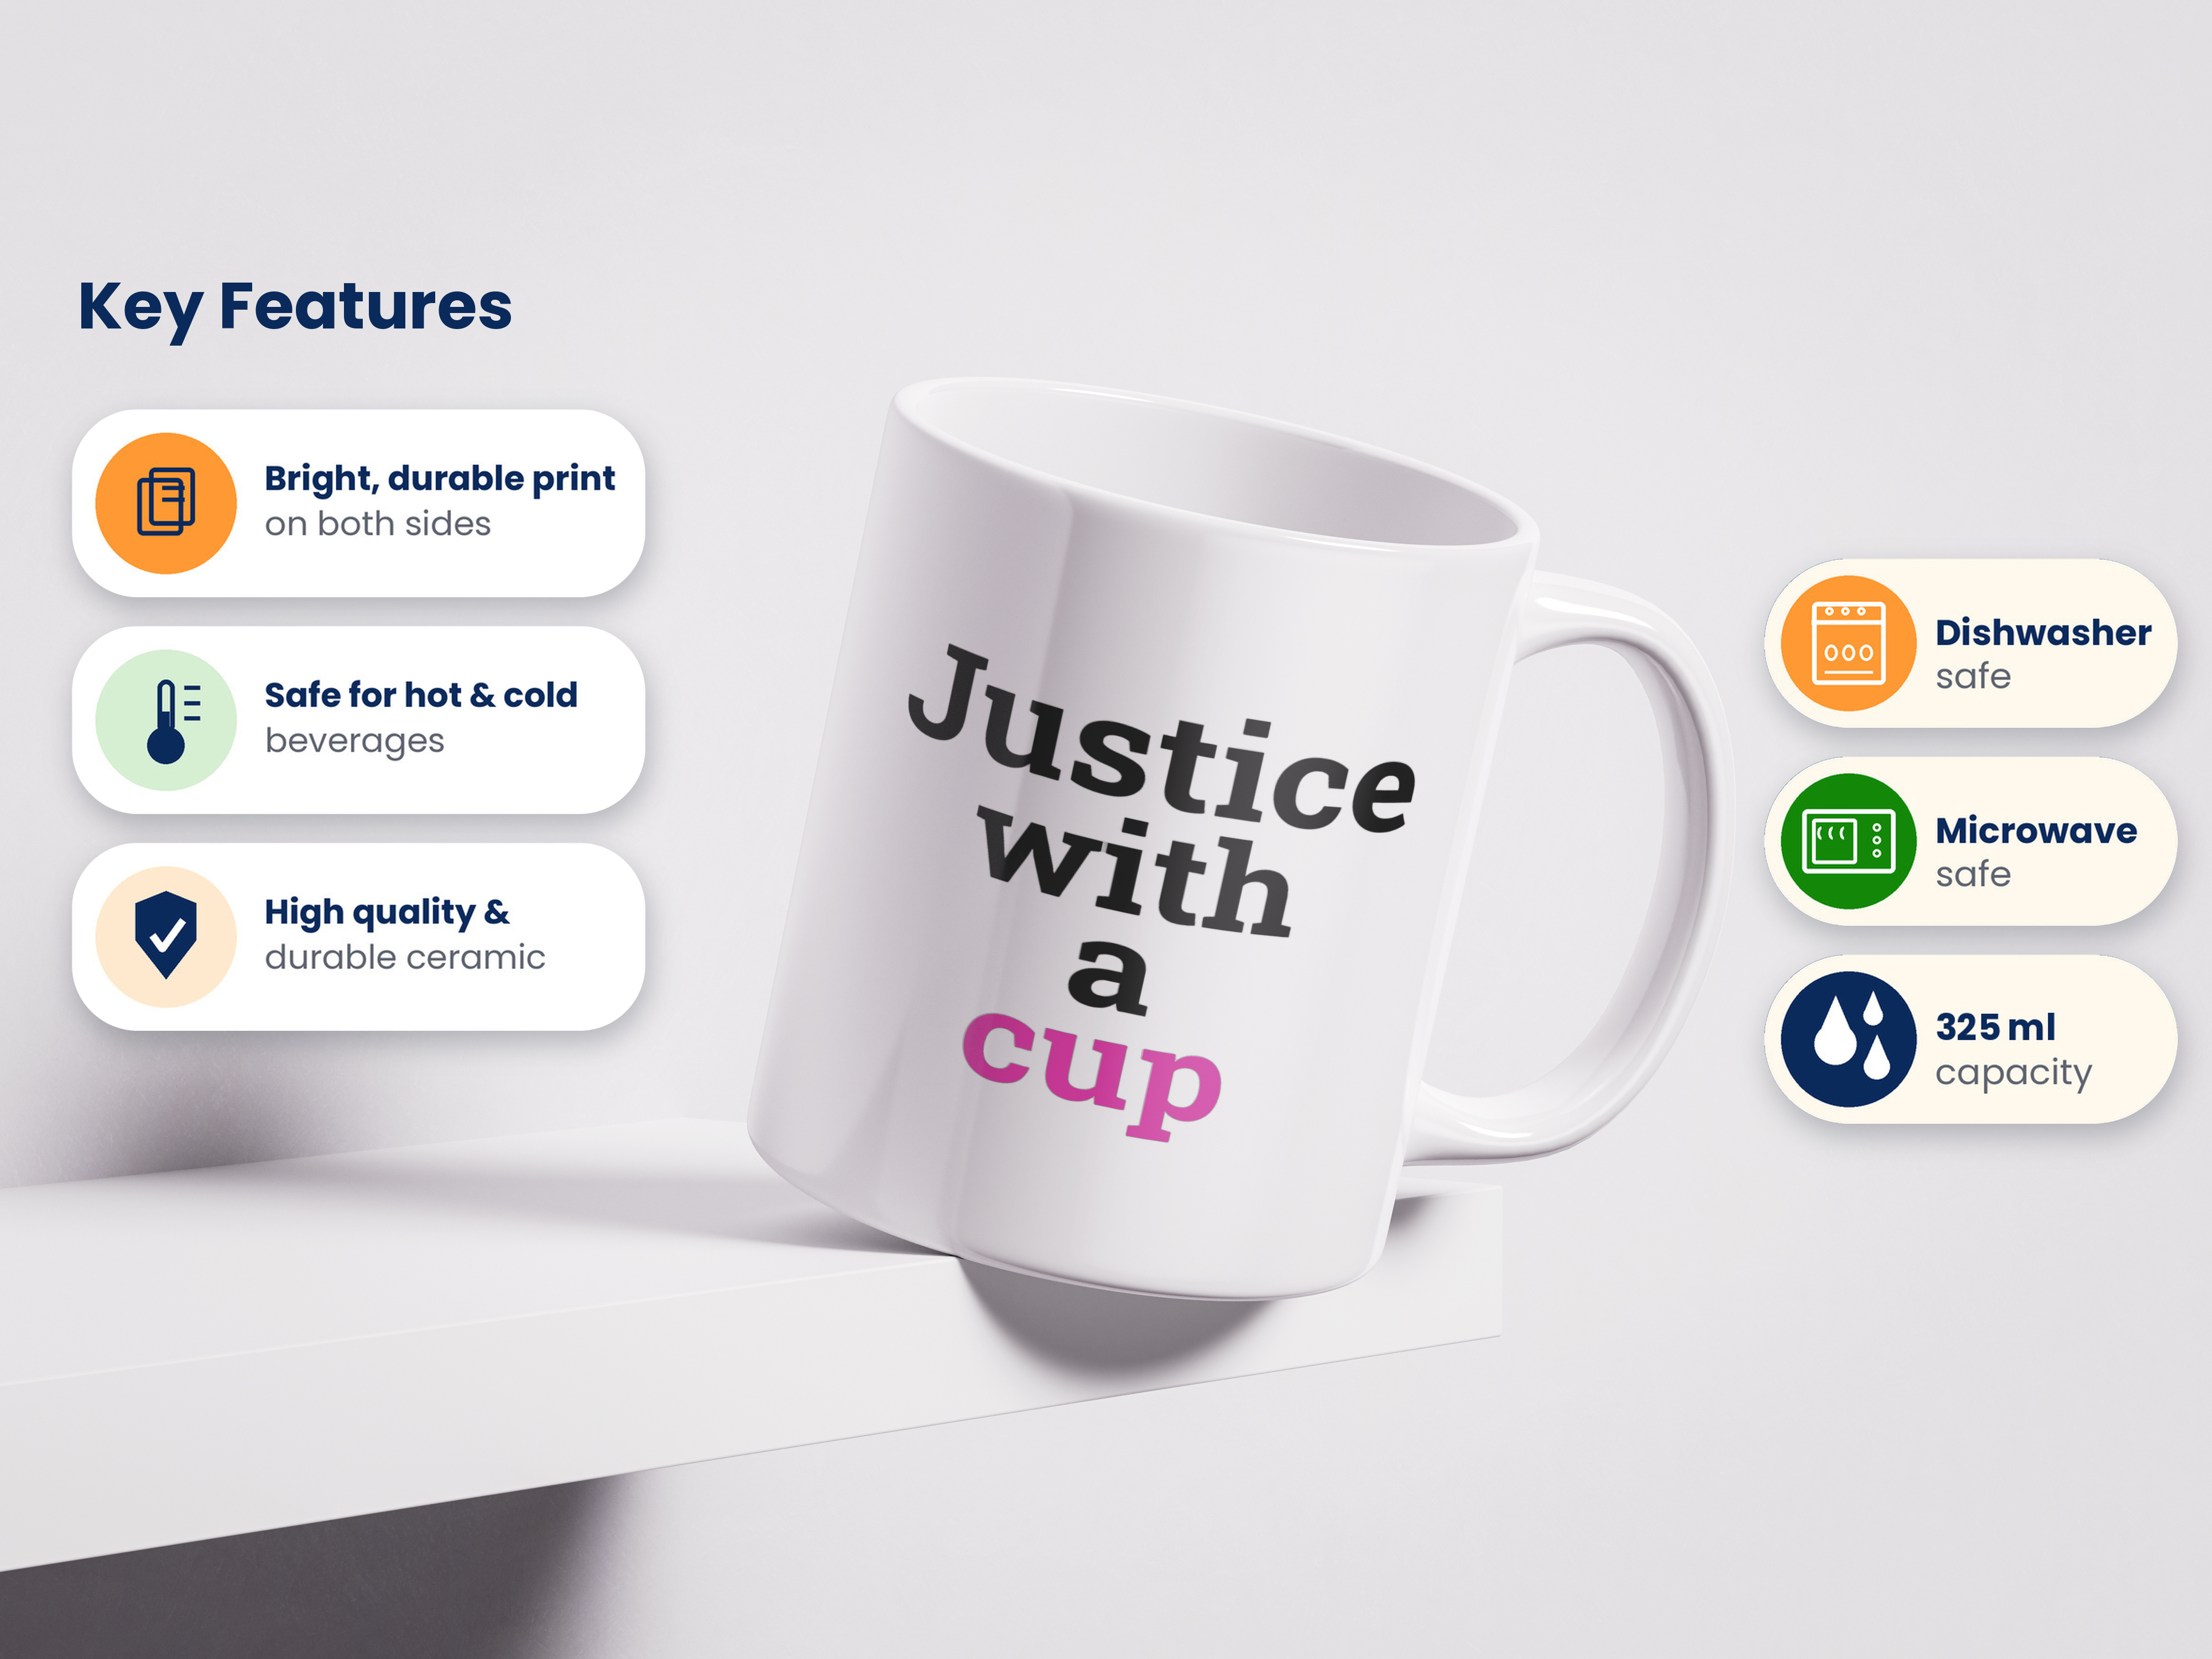 Key Features
Bright, durable print
on both sides
Safe for hot & cold
beverages
High quality &
durable ceramic
Justice
with
a
cup
Dishwasher
safe
Microwave
safe
325 ml
capacity